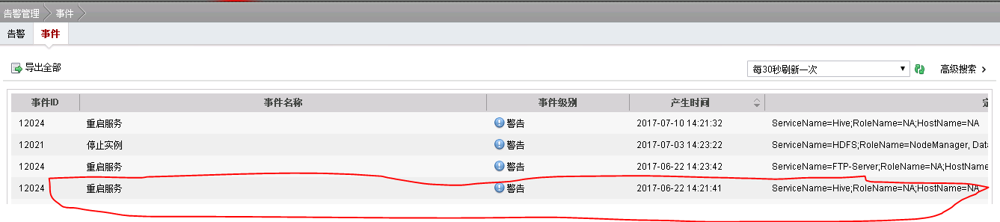 告警管理 事件
告警 事件
导出全部 每30秒刷新一次 高级搜索
事件ID 事件名称 事件级别 产生时间
12024 重启服务 警告 2017-07-10 14:21:32 ServiceName=Hive;RoleName=NA;HostName=NA
12021 停止实例 警告 2017-07-03 14:23:22 ServiceName=HDFS;RoleName=NodeManager, Data
12024 重启服务 警告 2017-06-22 14:23:42 ServiceName=FTP-Server;RoleName=NA;HostName
12024 重启服务 警告 2017-06-22 14:21:41 ServiceName=Hive;RoleName=NA;HostName=NA